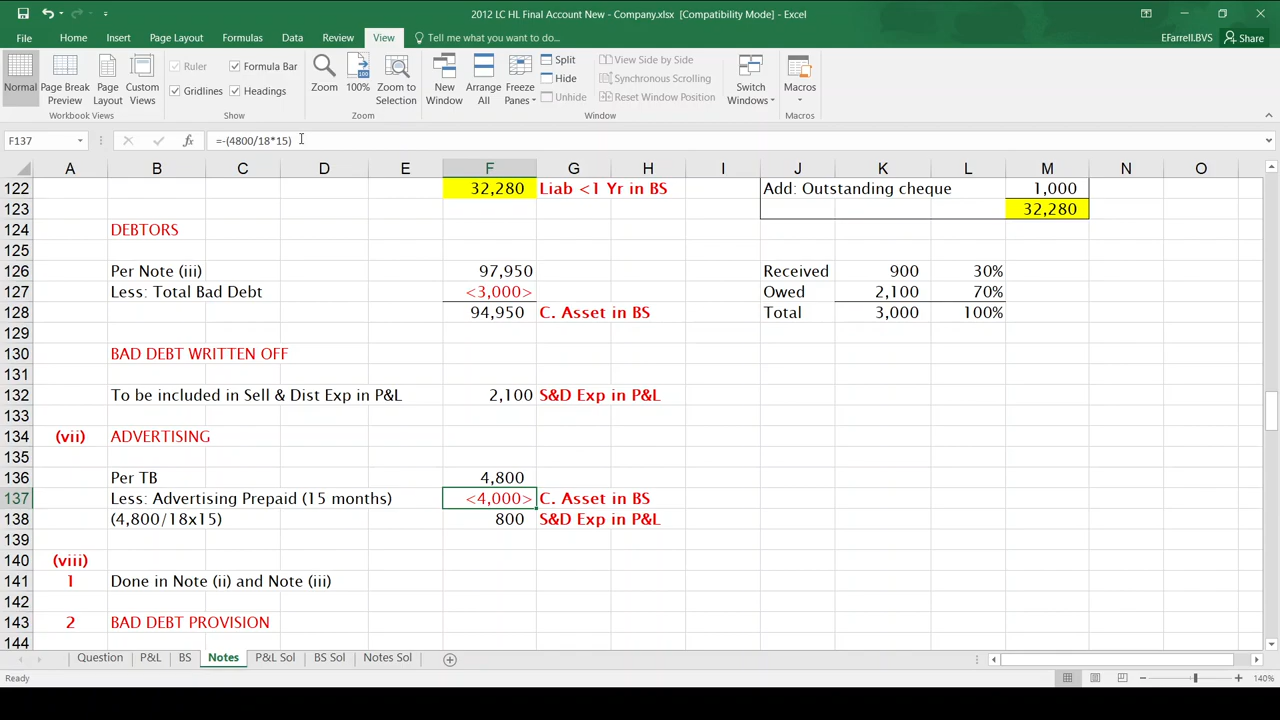 2012 LC HL Final Account New - Company.xlsx [Compatibility Mode] - Excel
File Home Insert Page Layout Formulas Data Review View Tell me what you want to do... EFarrell.BVS Share
Normal Page Break Preview Page Layout Custom Views Ruler Formula Bar Gridlines Headings Zoom 100% Zoom to Selection New Window Arrange All Freeze Panes Split Hide Unhide View Side by Side Synchronous Scrolling Reset Window Position Switch Windows Macros
Workbook Views Show Zoom Window Macros
F137 fx =-(4800/18*15)
A B C D E F G H I J K L M N O
122 32,280 Liab <1 Yr in BS Add: Outstanding cheque 1,000
123 32,280
124 DEBTORS
125
126 Per Note (iii) 97,950 Received 900 30%
127 Less: Total Bad Debt <3,000> Owed 2,100 70%
128 94,950 C. Asset in BS Total 3,000 100%
129
130 BAD DEBT WRITTEN OFF
131
132 To be included in Sell & Dist Exp in P&L 2,100 S&D Exp in P&L
133
134 (vii) ADVERTISING
135
136 Per TB 4,800
137 Less: Advertising Prepaid (15 months) <4,000> C. Asset in BS
138 (4,800/18x15) 800 S&D Exp in P&L
139
140 (viii)
141 1 Done in Note (ii) and Note (iii)
142
143 2 BAD DEBT PROVISION
144
Question P&L BS Notes P&L Sol BS Sol Notes Sol
Ready 140%